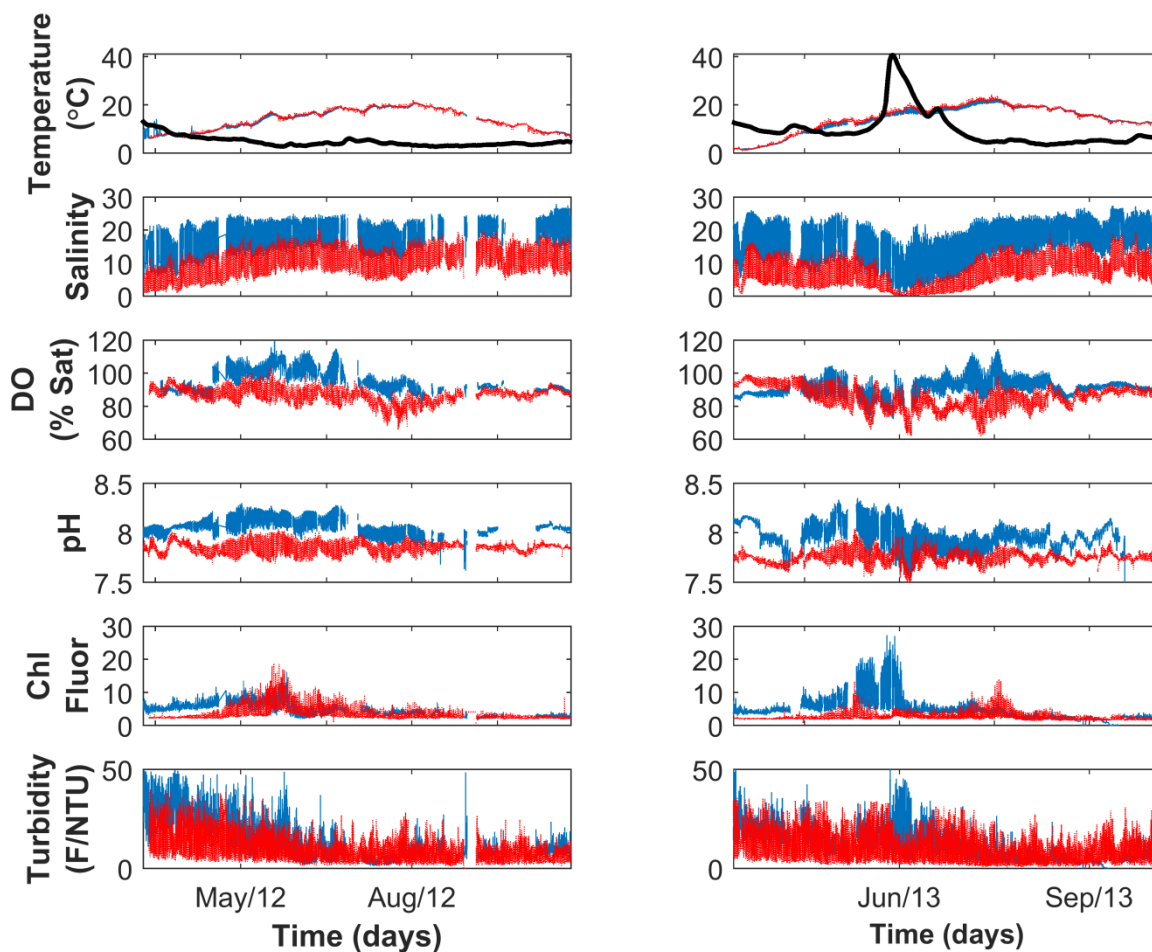 Temperature
(°C)
40
20
0
40
20
0
Salinity
30
20
10
0
30
20
10
0
DO
(% Sat)
120
100
80
60
120
100
80
60
pH
8.5
8
7.5
8.5
8
7.5
Chl
Fluor
30
20
10
0
30
20
10
0
Turbidity
(F/NTU)
50
0
50
0
May/12 Aug/12
Time (days)
Jun/13 Sep/13
Time (days)